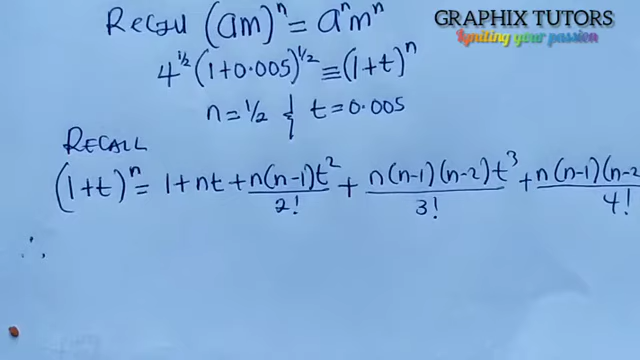 GRAPHIX TUTORS
Igniting your passion
Recall (am)^n = a^n m^n
4^½ (1+0.005)^½ ≡ (1+t)^n
n = ½ { t = 0.005
RECALL
(1+t)^n = 1 + nt + n(n-1)t²/2! + n(n-1)(n-2)t³/3! + n(n-1)(n-2/4!
∴